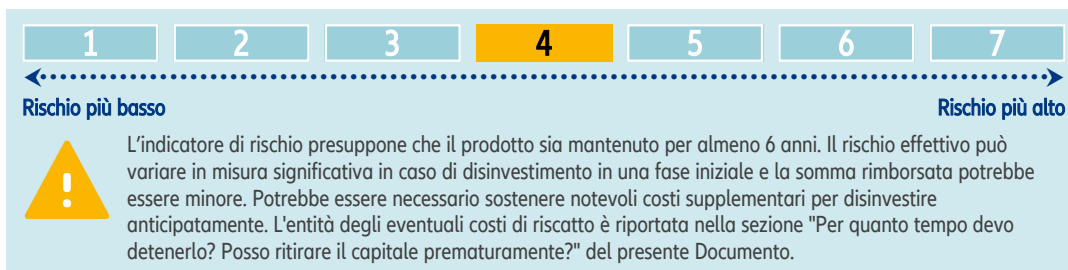 1 2 3 4 5 6 7
Rischio più basso Rischio più alto
L'indicatore di rischio presuppone che il prodotto sia mantenuto per almeno 6 anni. Il rischio effettivo può
variare in misura significativa in caso di disinvestimento in una fase iniziale e la somma rimborsata potrebbe
essere minore. Potrebbe essere necessario sostenere notevoli costi supplementari per disinvestire
anticipatamente. L'entità degli eventuali costi di riscatto è riportata nella sezione "Per quanto tempo devo
detenerlo? Posso ritirare il capitale prematuramente?" del presente Documento.